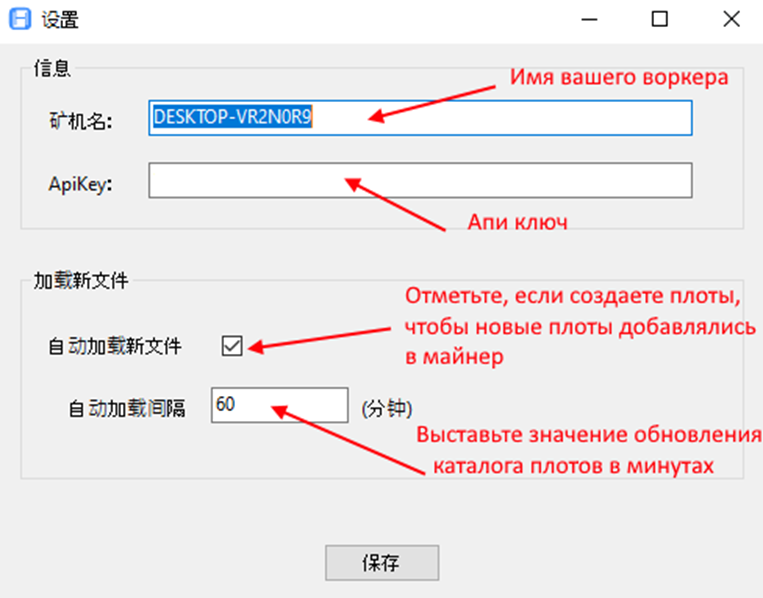 设置
信息
Имя вашего воркера
矿机名:
DESKTOP-VR2N0R9
ApiKey:
Апи ключ
加载新文件
Отметьте, если создаете плоты,
чтобы новые плоты добавлялись
в майнер
自动加载新文件
自动加载间隔
60
(分钟)
Выставьте значение обновления
каталога плотов в минутах
保存